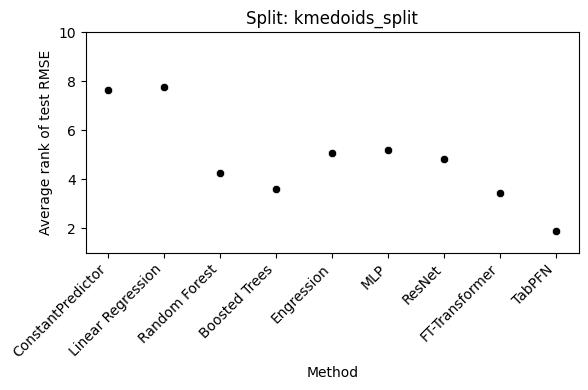 Split: kmedoids_split
Average rank of test RMSE
10
8
6
4
2
ConstantPredictor
Linear Regression
Random Forest
Boosted Trees
Engression
MLP
ResNet
FT-Transformer
TabPFN
Method